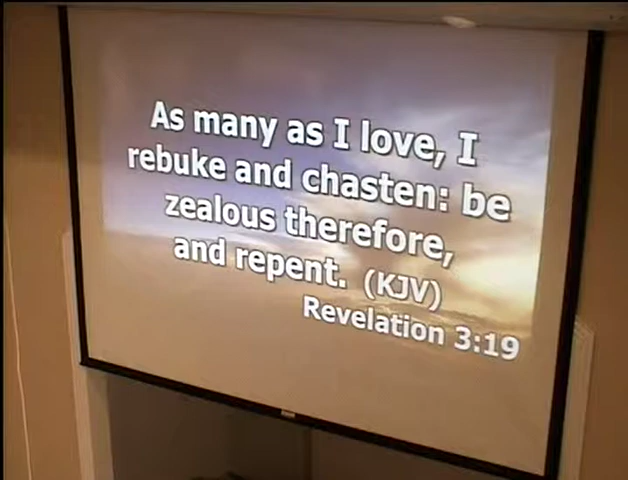 As many as I love, I
rebuke and chasten: be
zealous therefore,
and repent. (KJV)
Revelation 3:19